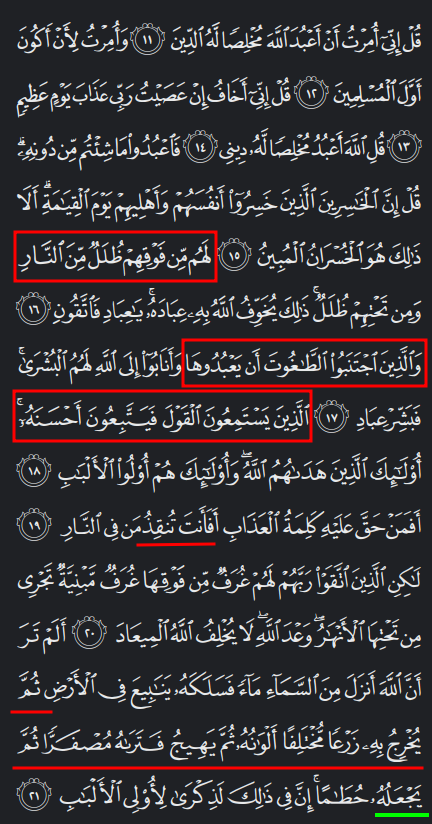 قُلْ إِنِّيٓ أُمِرْتُ أَنْ أَعْبُدَ ٱللَّهَ مُخْلِصٗا لَّهُ ٱلدِّينَ ١١ وَأُمِرْتُ لِأَنْ أَكُونَ
أَوَّلَ ٱلْمُسْلِمِينَ ١٢ قُلْ إِنِّيٓ أَخَافُ إِنْ عَصَيْتُ رَبِّي عَذَابَ يَوْمٍ عَظِيمٖ
١٣ قُلِ ٱللَّهَ أَعْبُدُ مُخْلِصٗا لَّهُۥ دِينِي ١٤ فَٱعْبُدُواْ مَا شِئْتُم مِّن دُونِهِۦۗ
قُلْ إِنَّ ٱلْخَٰسِرِينَ ٱلَّذِينَ خَسِرُوٓاْ أَنفُسَهُمْ وَأَهْلِيهِمْ يَوْمَ ٱلْقِيَٰمَةِۗ أَلَا
ذَٰلِكَ هُوَ ٱلْخُسْرَانُ ٱلْمُبِينُ ١٥ لَهُم مِّن فَوْقِهِمْ ظُلَلٞ مِّنَ ٱلنَّارِ
وَمِن تَحْتِهِمْ ظُلَلٞۚ ذَٰلِكَ يُخَوِّفُ ٱللَّهُ بِهِۦ عِبَادَهُۥۚ يَٰعِبَادِ فَٱتَّقُونِ ١٦
وَٱلَّذِينَ ٱجْتَنَبُواْ ٱلطَّٰغُوتَ أَن يَعْبُدُوهَا وَأَنَابُوٓاْ إِلَى ٱللَّهِ لَهُمُ ٱلْبُشْرَىٰۚ
فَبَشِّرْ عِبَادِ ١٧ ٱلَّذِينَ يَسْتَمِعُونَ ٱلْقَوْلَ فَيَتَّبِعُونَ أَحْسَنَهُۥٓۚ
أُوْلَٰٓئِكَ ٱلَّذِينَ هَدَىٰهُمُ ٱللَّهُۖ وَأُوْلَٰٓئِكَ هُمْ أُوْلُواْ ٱلْأَلْبَٰبِ ١٨
أَفَمَنْ حَقَّ عَلَيْهِ كَلِمَةُ ٱلْعَذَابِ أَفَأَنتَ تُنقِذُ مَن فِي ٱلنَّارِ ١٩
لَٰكِنِ ٱلَّذِينَ ٱتَّقَوْاْ رَبَّهُمْ لَهُمْ غُرَفٞ مِّن فَوْقِهَا غُرَفٞ مَّبْنِيَّةٞ تَجْرِي
مِن تَحْتِهَا ٱلْأَنْهَٰرُۖ وَعْدَ ٱللَّهِ لَا يُخْلِفُ ٱللَّهُ ٱلْمِيعَادَ ٢٠ أَلَمْ تَرَ
أَنَّ ٱللَّهَ أَنزَلَ مِنَ ٱلسَّمَآءِ مَآءٗ فَسَلَكَهُۥ يَنَٰبِيعَ فِي ٱلْأَرْضِ ثُمَّ
يُخْرِجُ بِهِۦ زَرْعٗا مُّخْتَلِفًا أَلْوَٰنُهُۥ ثُمَّ يَهِيجُ فَتَرَىٰهُ مُصْفَرّٗا ثُمَّ
يَجْعَلُهُۥ حُطَٰمًاۚ إِنَّ فِي ذَٰلِكَ لَذِكْرَىٰ لِأُوْلِي ٱلْأَلْبَٰبِ ٢١